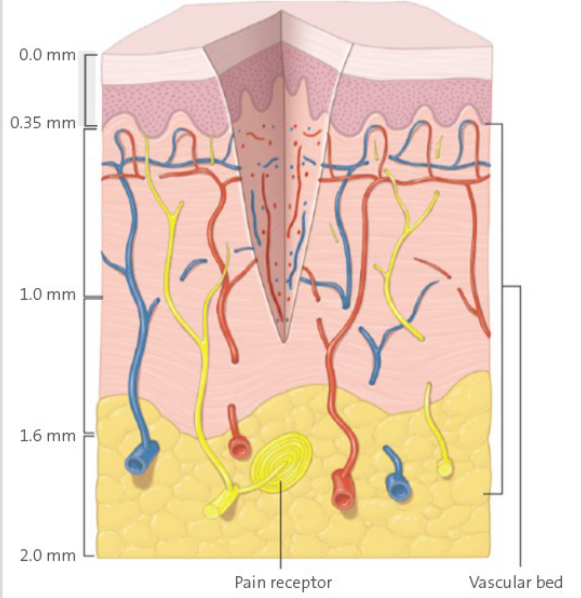 0.0 mm
0.35 mm
1.0 mm
1.6 mm
2.0 mm
Pain receptor
Vascular bed